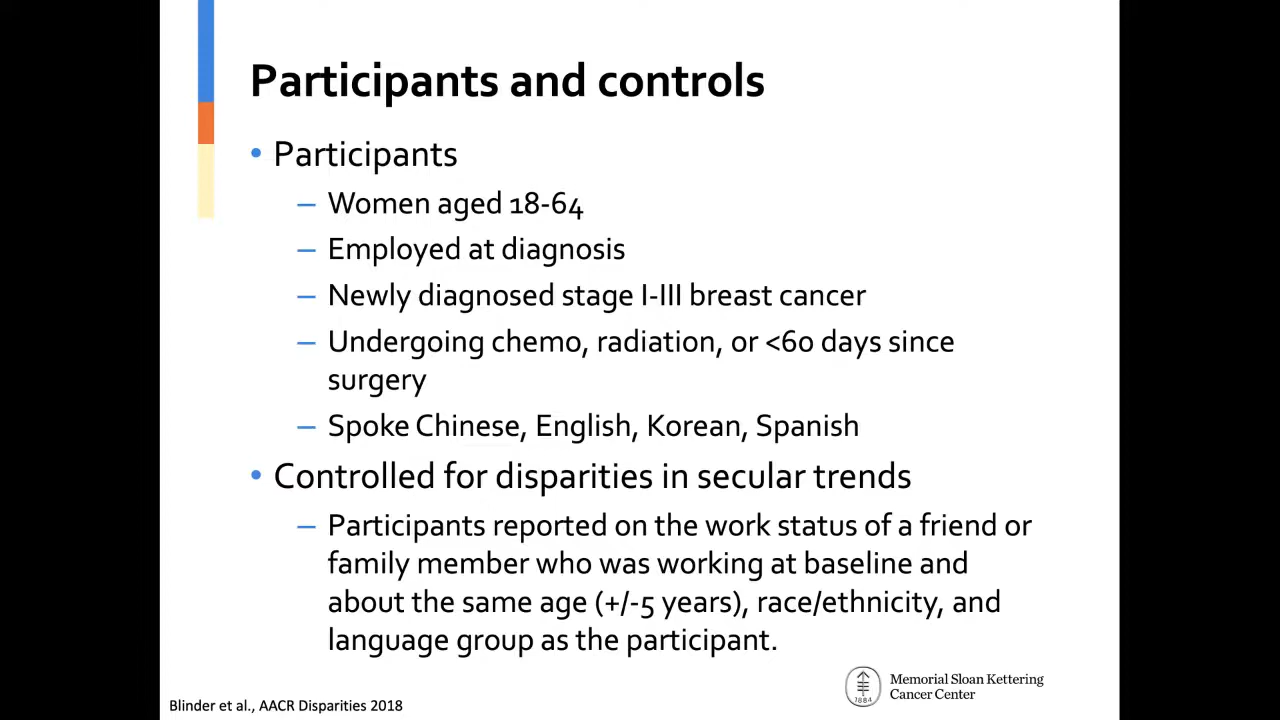 Participants and controls
• Participants
– Women aged 18-64
– Employed at diagnosis
– Newly diagnosed stage I-III breast cancer
– Undergoing chemo, radiation, or <60 days since
surgery
– Spoke Chinese, English, Korean, Spanish
• Controlled for disparities in secular trends
– Participants reported on the work status of a friend or
family member who was working at baseline and
about the same age (+/-5 years), race/ethnicity, and
language group as the participant.
1884
Memorial Sloan Kettering
Cancer Center
Blinder et al., AACR Disparities 2018